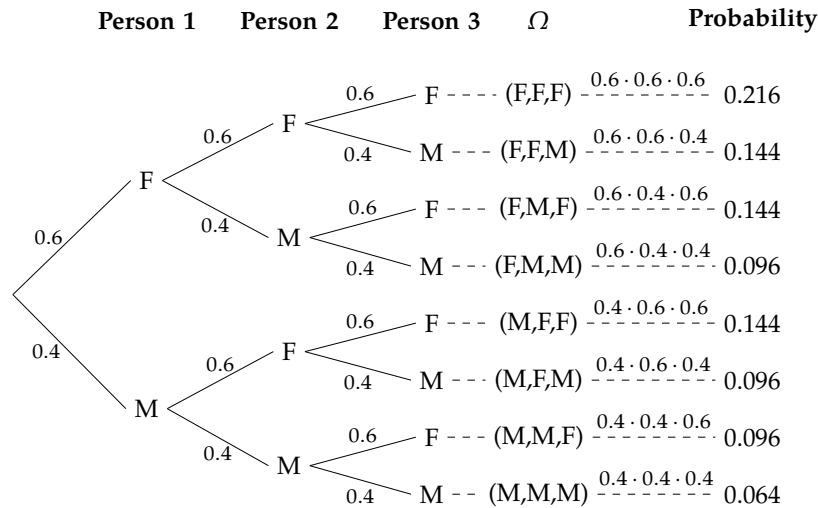 Person 1 Person 2 Person 3 Ω Probability
0.6 F (F,F,F) 0.6 · 0.6 · 0.6 0.216
0.6 F
0.4 M (F,F,M) 0.6 · 0.6 · 0.4 0.144
0.6 F
0.6 F (F,M,F) 0.6 · 0.4 · 0.6 0.144
0.4 M
0.4 M (F,M,M) 0.6 · 0.4 · 0.4 0.096
0.6 F (M,F,F) 0.4 · 0.6 · 0.6 0.144
0.6 F
0.4 M (M,F,M) 0.4 · 0.6 · 0.4 0.096
0.4 M
0.6 F (M,M,F) 0.4 · 0.4 · 0.6 0.096
0.4 M
0.4 M (M,M,M) 0.4 · 0.4 · 0.4 0.064